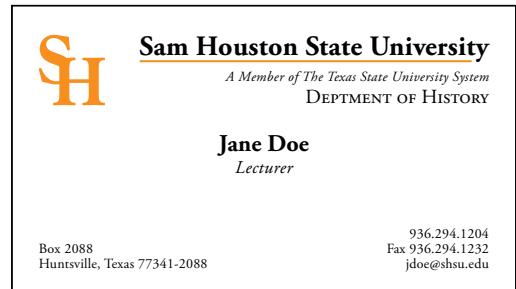 SH
Sam Houston State University
A Member of The Texas State University System
Deptment of History
Jane Doe
Lecturer
Box 2088
Huntsville, Texas 77341-2088
936.294.1204
Fax 936.294.1232
jdoe@shsu.edu